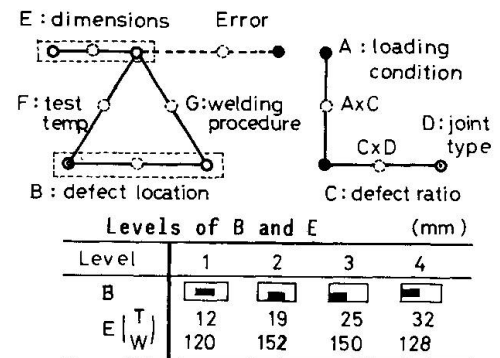 E : dimensions Error
A : loading condition
F : test temp.
G : welding procedure
AxC
D : joint type
CxD
B : defect location
C : defect ratio
Levels of B and E (mm)
Level 1 2 3 4
B
E ( T 12 19 25 32
W ) 120 152 150 128